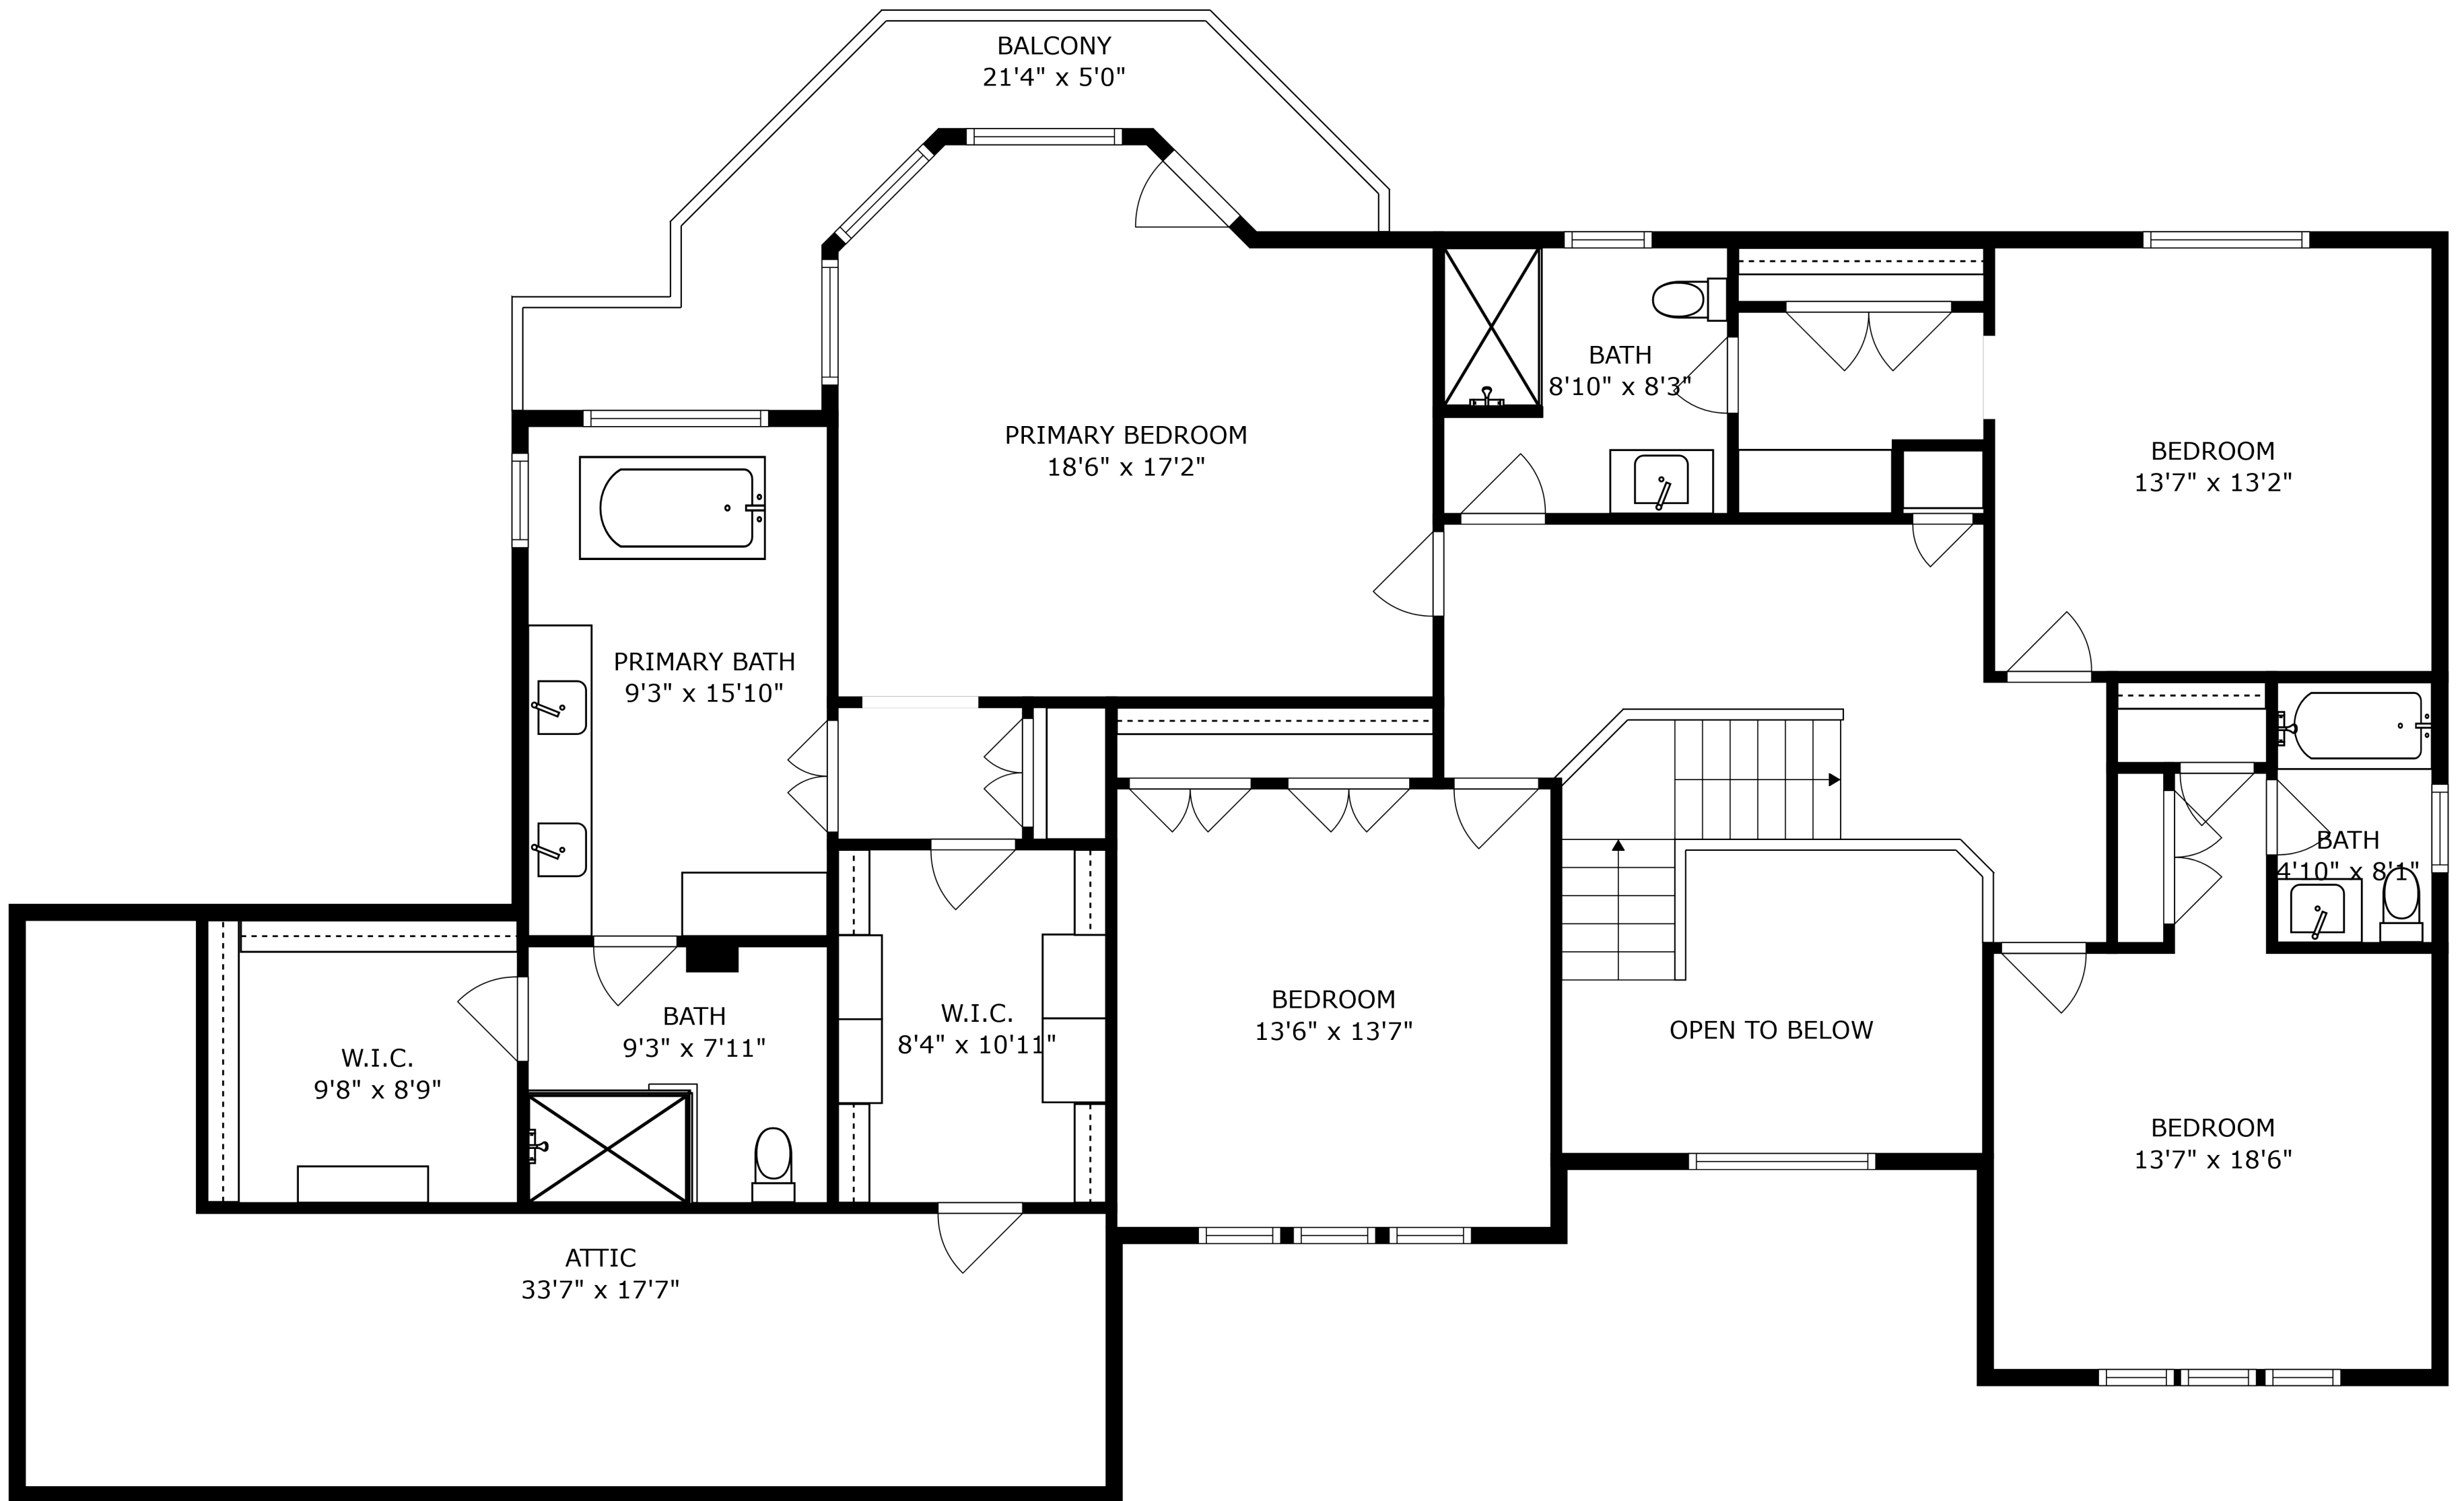 BALCONY
21'4" x 5'0"
BATH
8'10" x 8'3"
PRIMARY BEDROOM
18'6" x 17'2"
BEDROOM
13'7" x 13'2"
PRIMARY BATH
9'3" x 15'10"
BATH
4'10" x 8'1"
BEDROOM
13'6" x 13'7"
W.I.C.
8'4" x 10'11"
BATH
9'3" x 7'11"
OPEN TO BELOW
W.I.C.
9'8" x 8'9"
BEDROOM
13'7" x 18'6"
ATTIC
33'7" x 17'7"